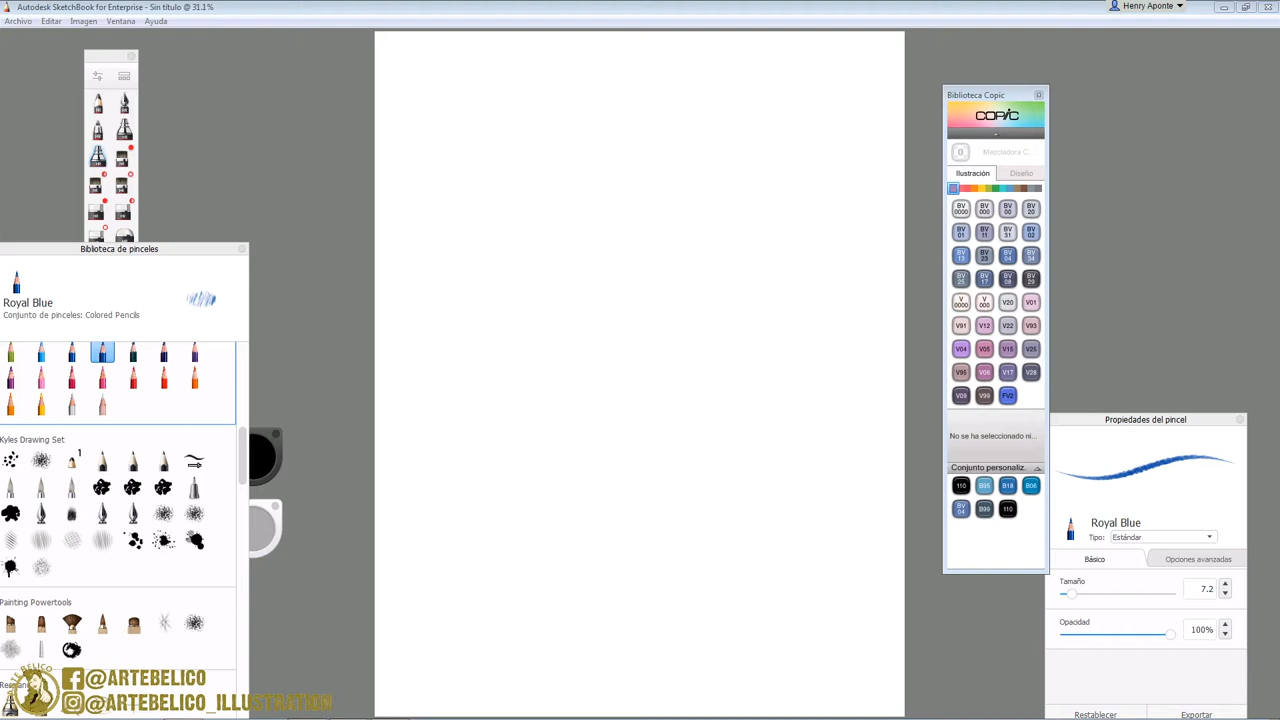 Autodesk SketchBook for Enterprise - Sin título @ 31.1%
Henry Aponte
Archivo Editar Imagen Ventana Ayuda
Biblioteca de pinceles
Royal Blue
Conjunto de pinceles: Colored Pencils
Kyles Drawing Set
1
Painting Powertools
@ARTEBELICO
@ARTEBELICO_ILLUSTRATION
Biblioteca Copic
COPIC
0 Mezcladora C...
Ilustración Diseño
BV 0000 BV 000 BV 00 BV 20
BV 01 BV 11 BV 31 BV 02
BV 13 BV 23 BV 04 BV 34
BV 25 BV 17 BV 08 BV 29
V 0000 V 000 V20 V01
V91 V12 V22 V93
V04 V05 V15 V25
V95 V06 V17 V28
V09 V99 FV2
No se ha seleccionado ni...
Conjunto personaliz.
110 B95 B18 B06
BV 04 B99 110
Propiedades del pincel
Royal Blue
Tipo: Estándar
Básico Opciones avanzadas
Tamaño
7.2
Opacidad
100%
Restablecer Exportar